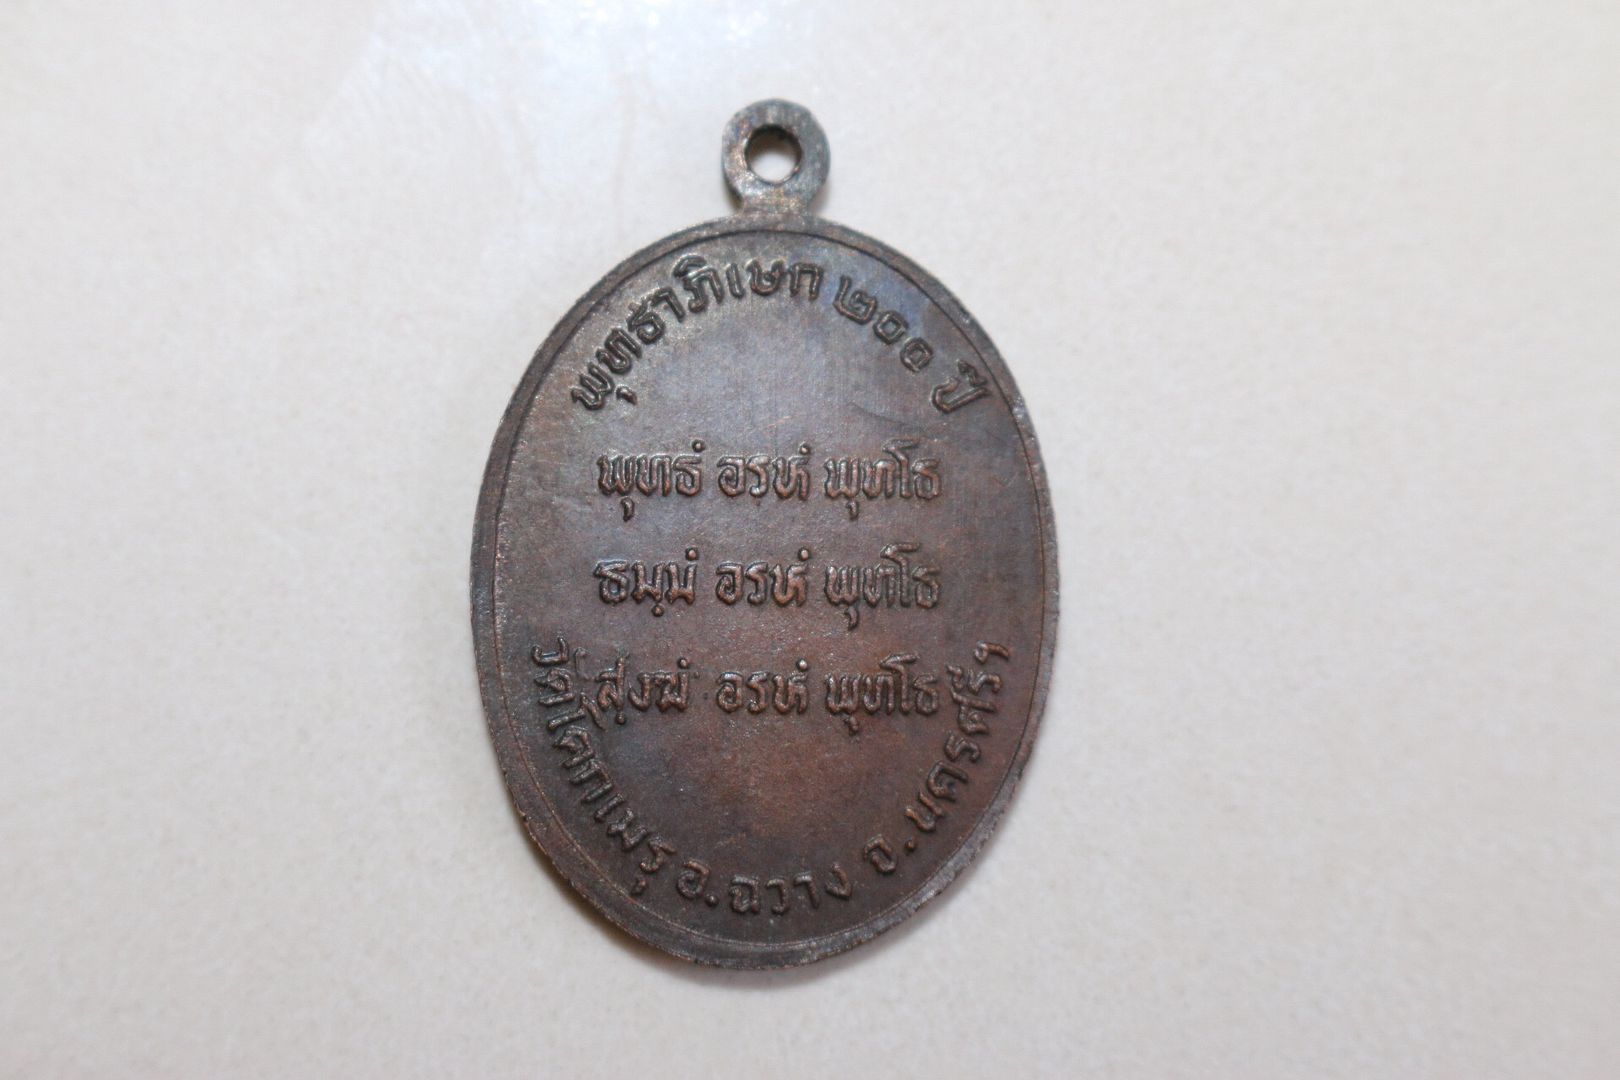 พุทธาภิเษก ๒๐๐ ปี
พุทธํ อรหํ พุทโธ
ธมฺมํ อรหํ พุทโธ
สํฺงฆํ อรหํ พุทโธ
วัดโคกเมรุ อ.ฉวาง จ.นครศรีฯ